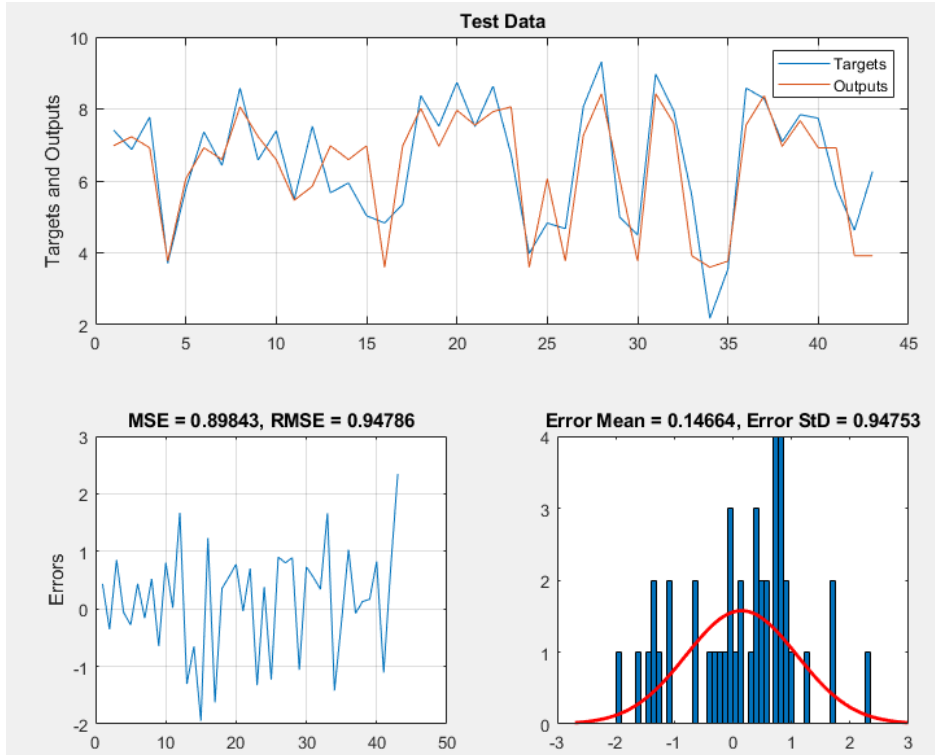 Test Data
Targets and Outputs
10
8
6
4
2
Targets
Outputs
0 5 10 15 20 25 30 35 40 45
MSE = 0.89843, RMSE = 0.94786
Errors
3
2
1
0
-1
-2
0 10 20 30 40 50
Error Mean = 0.14664, Error StD = 0.94753
4
3
2
1
0
-3 -2 -1 0 1 2 3